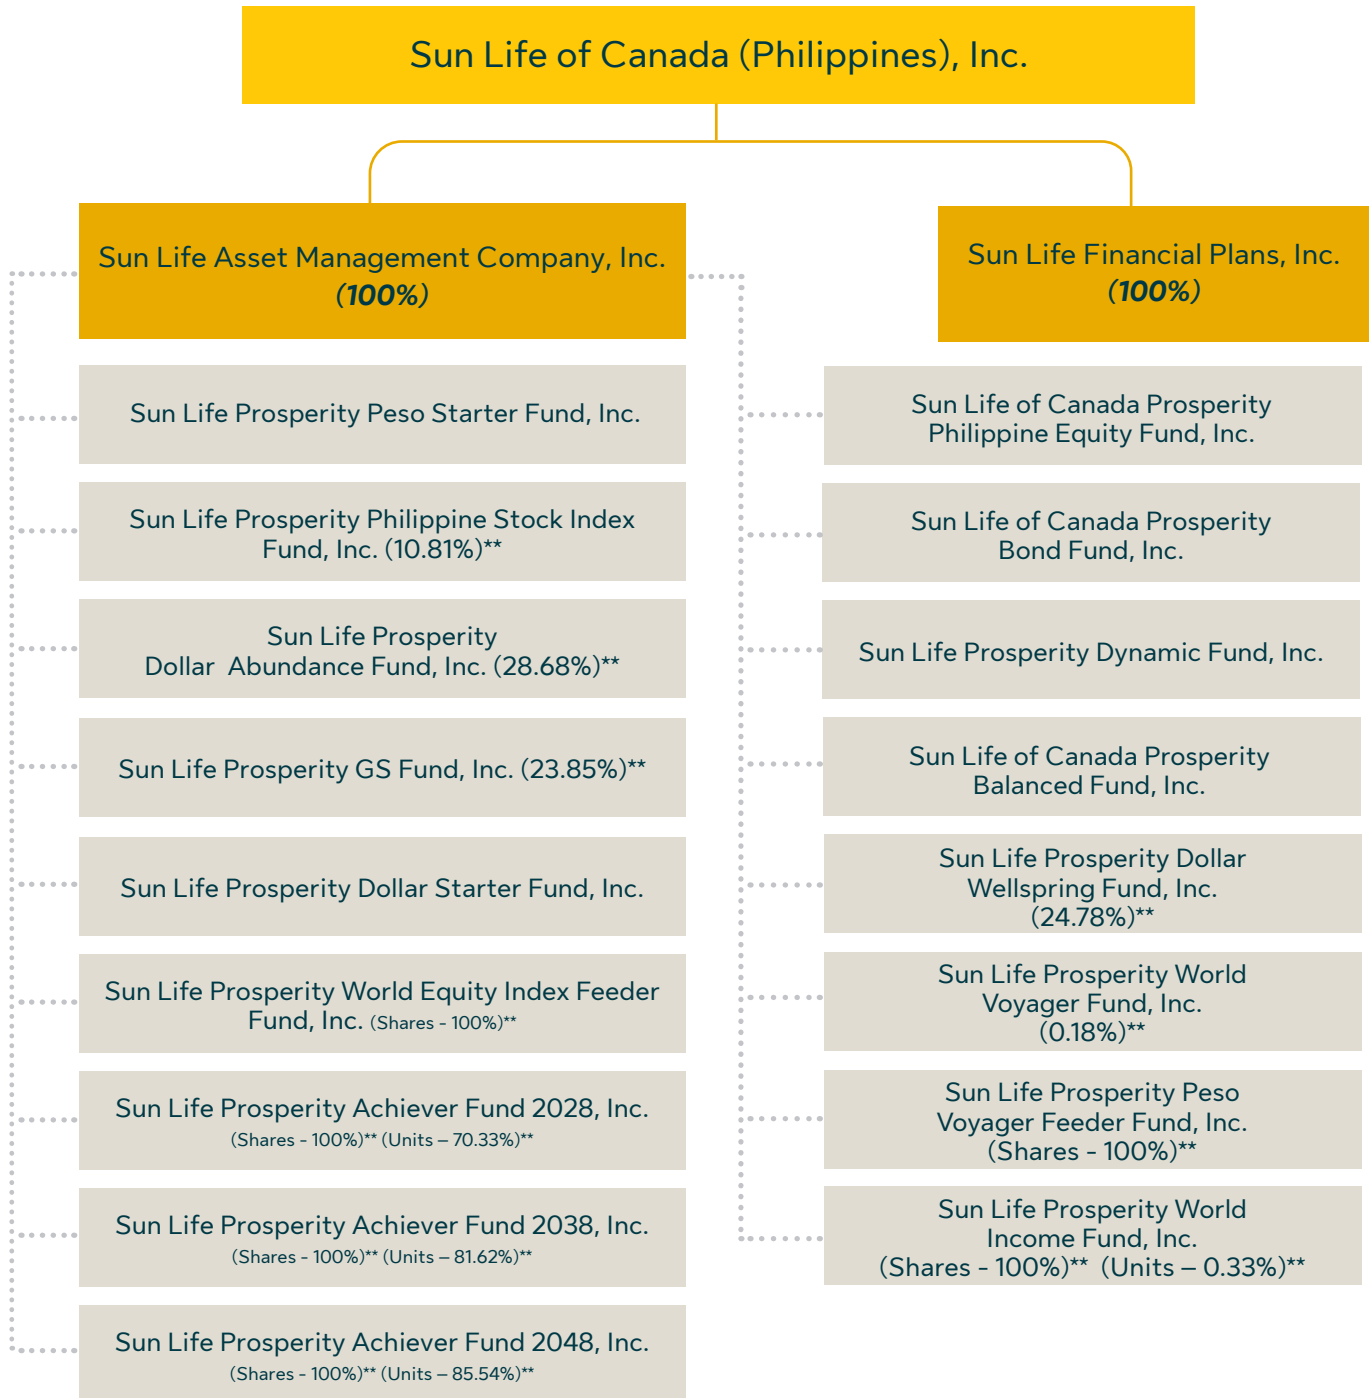 Sun Life of Canada (Philippines), Inc.
Sun Life Asset Management Company, Inc.
(100%)
Sun Life Financial Plans, Inc.
(100%)
Sun Life Prosperity Peso Starter Fund, Inc.
Sun Life Prosperity Philippine Stock Index
Fund, Inc. (10.81%)**
Sun Life Prosperity
Dollar Abundance Fund, Inc. (28.68%)**
Sun Life Prosperity GS Fund, Inc. (23.85%)**
Sun Life Prosperity Dollar Starter Fund, Inc.
Sun Life Prosperity World Equity Index Feeder
Fund, Inc. (Shares - 100%)**
Sun Life Prosperity Achiever Fund 2028, Inc.
(Shares - 100%)** (Units – 70.33%)**
Sun Life Prosperity Achiever Fund 2038, Inc.
(Shares - 100%)** (Units – 81.62%)**
Sun Life Prosperity Achiever Fund 2048, Inc.
(Shares - 100%)** (Units – 85.54%)**
Sun Life of Canada Prosperity
Philippine Equity Fund, Inc.
Sun Life of Canada Prosperity
Bond Fund, Inc.
Sun Life Prosperity Dynamic Fund, Inc.
Sun Life of Canada Prosperity
Balanced Fund, Inc.
Sun Life Prosperity Dollar
Wellspring Fund, Inc.
(24.78%)**
Sun Life Prosperity World
Voyager Fund, Inc.
(0.18%)**
Sun Life Prosperity Peso
Voyager Feeder Fund, Inc.
(Shares - 100%)**
Sun Life Prosperity World
Income Fund, Inc.
(Shares - 100%)** (Units – 0.33%)**